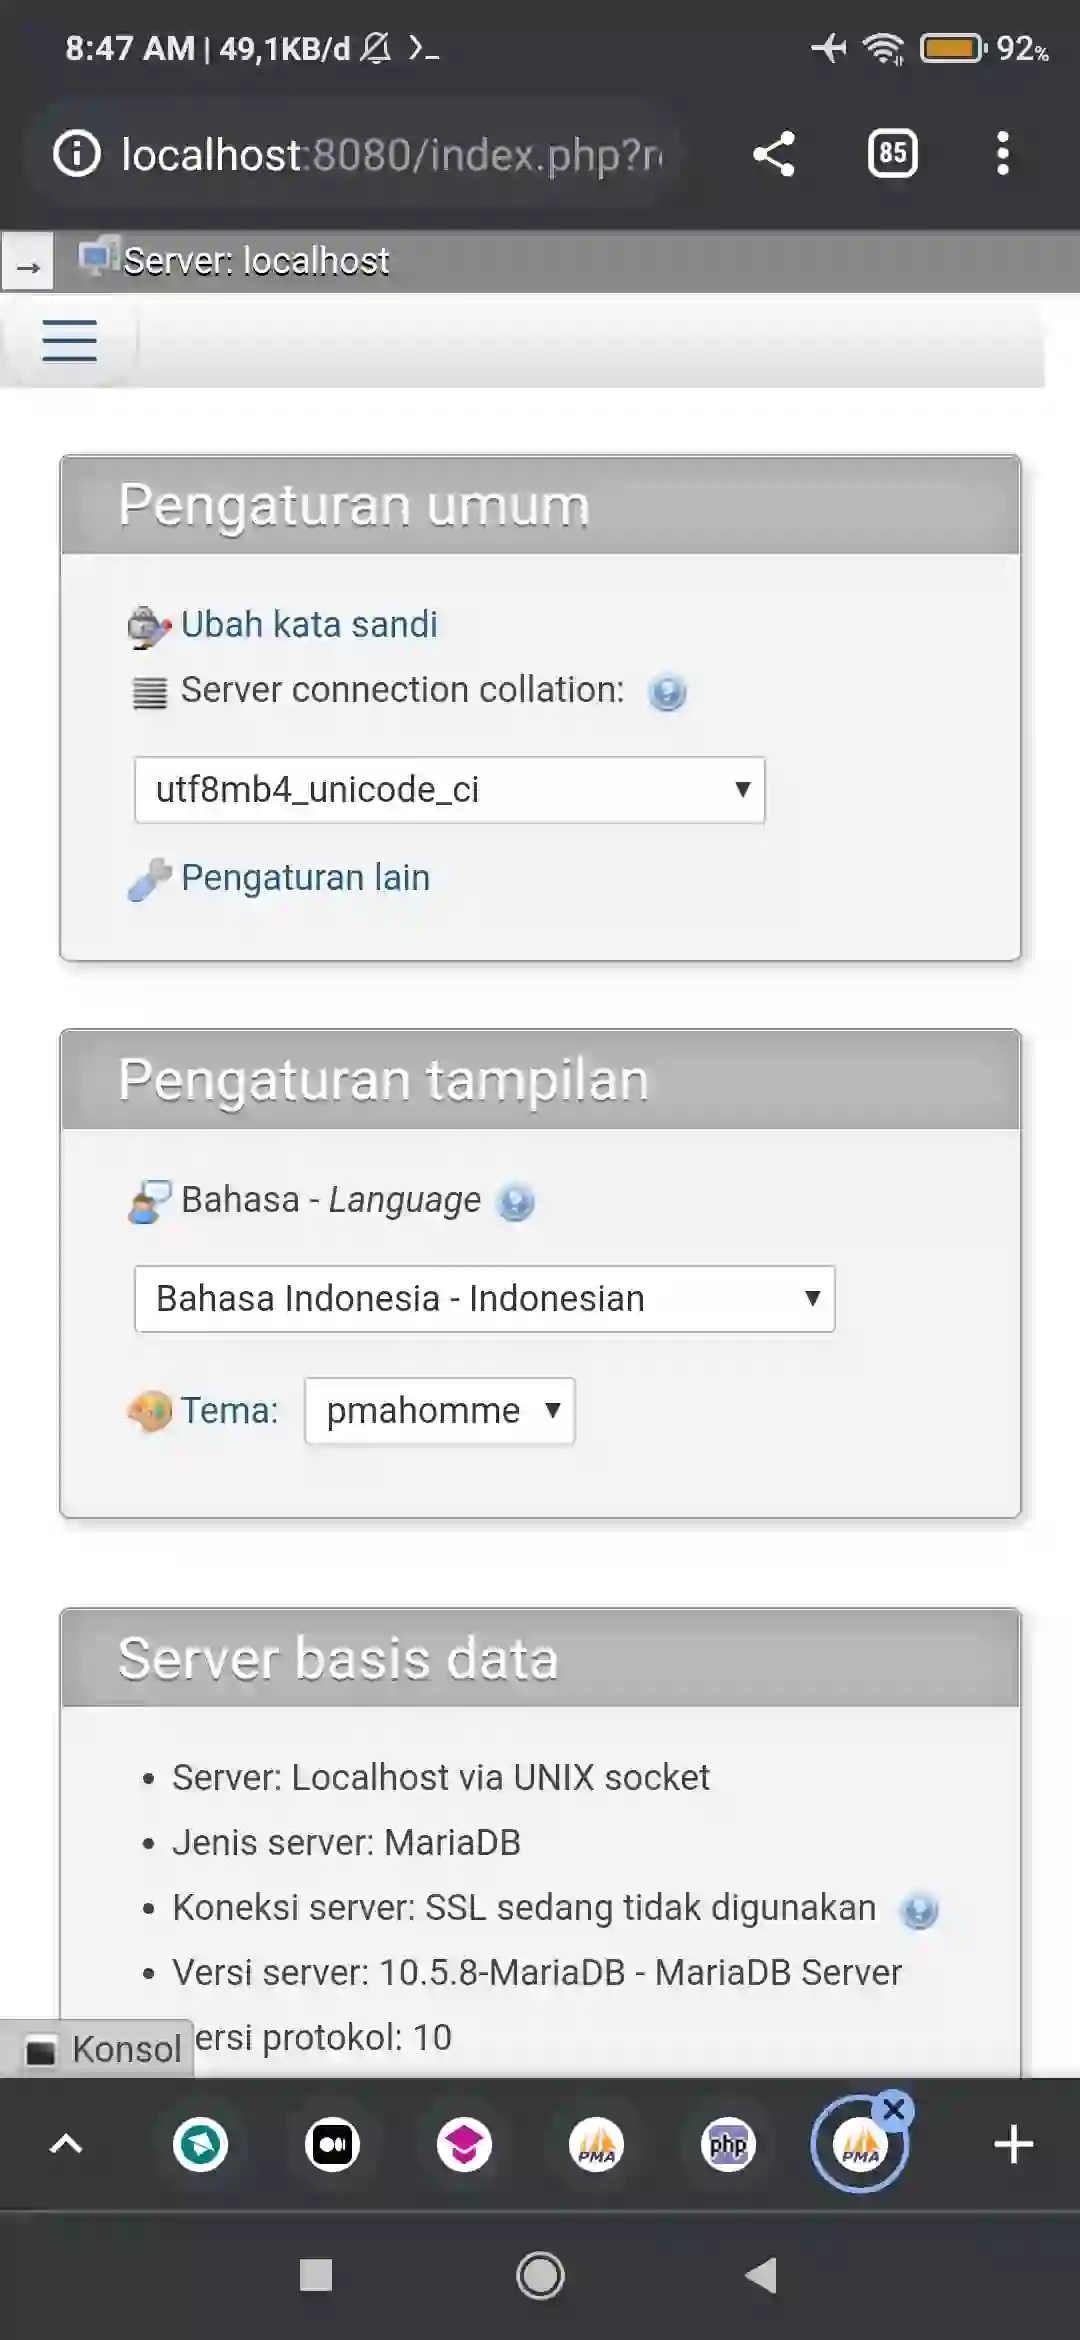 8:47 AM | 49,1KB/d >_ 92%
localhost:8080/index.php?r
85
→ Server: localhost
Pengaturan umum
Ubah kata sandi
Server connection collation:
utf8mb4_unicode_ci
Pengaturan lain
Pengaturan tampilan
Bahasa - Language
Bahasa Indonesia - Indonesian
Tema: pmahomme
Server basis data
• Server: Localhost via UNIX socket
• Jenis server: MariaDB
• Koneksi server: SSL sedang tidak digunakan
• Versi server: 10.5.8-MariaDB - MariaDB Server
ersi protokol: 10
Konsol
PMA php PMA